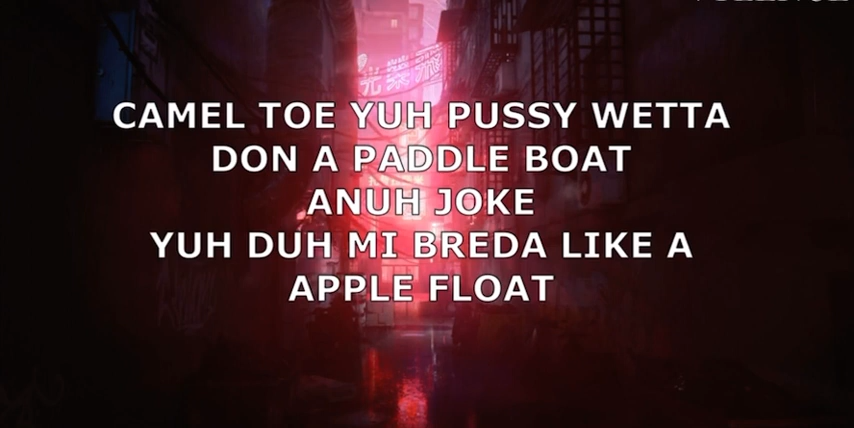 CAMEL TOE YUH PUSSY WETTA
DON A PADDLE BOAT
ANUH JOKE
YUH DUH MI BREDA LIKE A
APPLE FLOAT